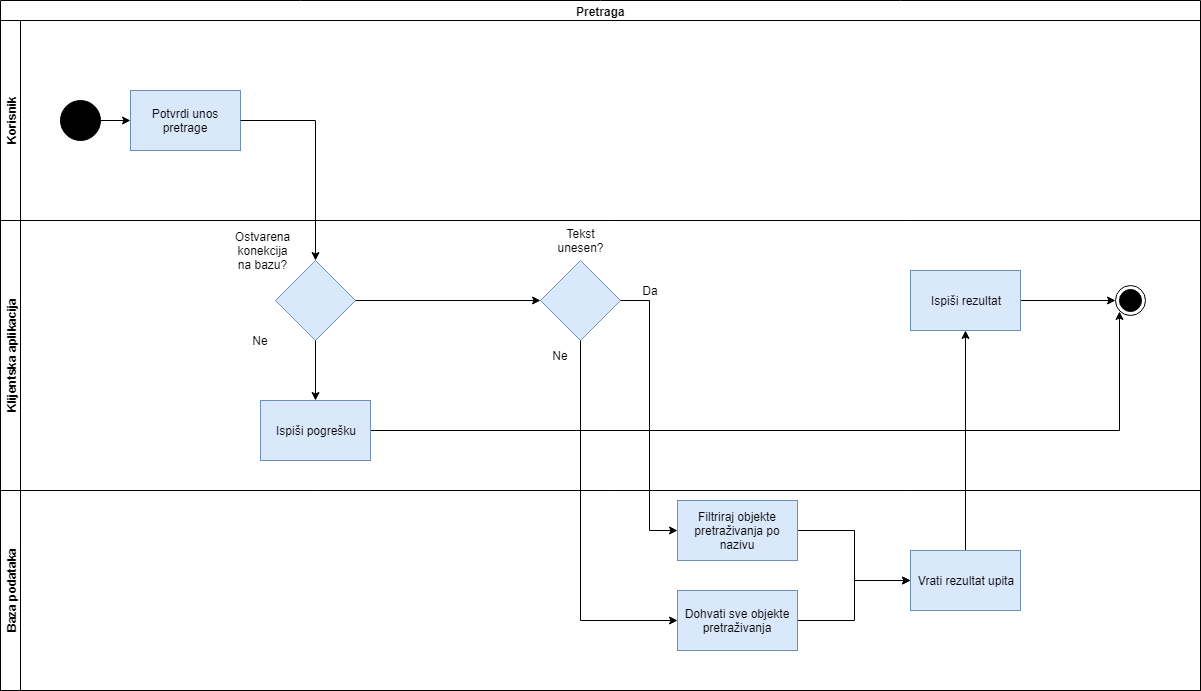 Pretraga
Korisnik
Potvrdi unos
pretrage
Klijentska aplikacija
Ostvarena
konekcija
na bazu?
Ne
Ispiši pogrešku
Tekst
unesen?
Da
Ne
Ispiši rezultat
Baza podataka
Filtriraj objekte
pretraživanja po
nazivu
Dohvati sve objekte
pretraživanja
Vrati rezultat upita